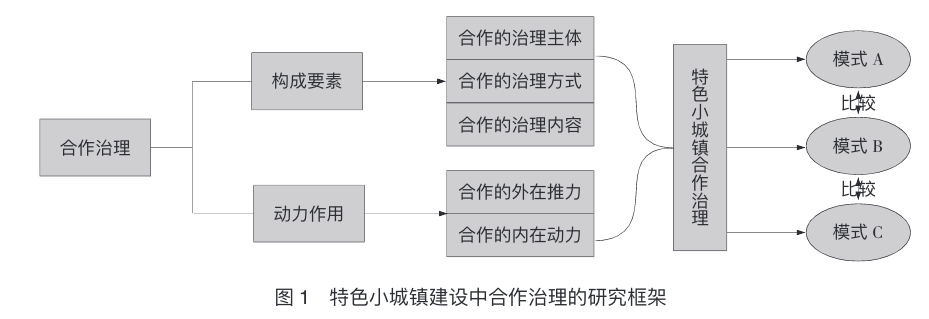 合作治理
构成要素
动力作用
合作的治理主体
合作的治理方式
合作的治理内容
合作的外在推力
合作的内在动力
特色小城镇合作治理
模式 A
比较
模式 B
比较
模式 C
图 1 特色小城镇建设中合作治理的研究框架